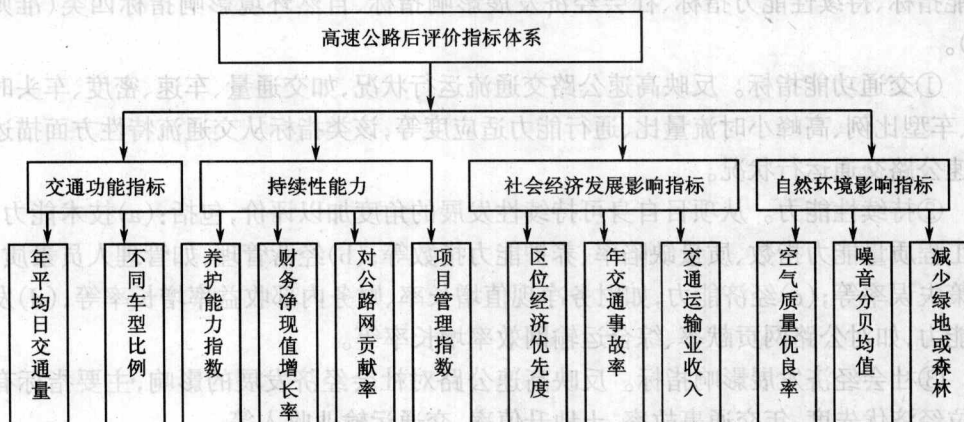 高速公路后评价指标体系
交通功能指标
持续性能力
社会经济发展影响指标
自然环境影响指标
年平均日交通量
不同车型比例
养护能力指数
财务净现值增长率
对公路网贡献率
项目管理指数
区位经济优先度
年交通事故率
交通运输业收入
空气质量优良率
噪音分贝均值
减少绿地或森林